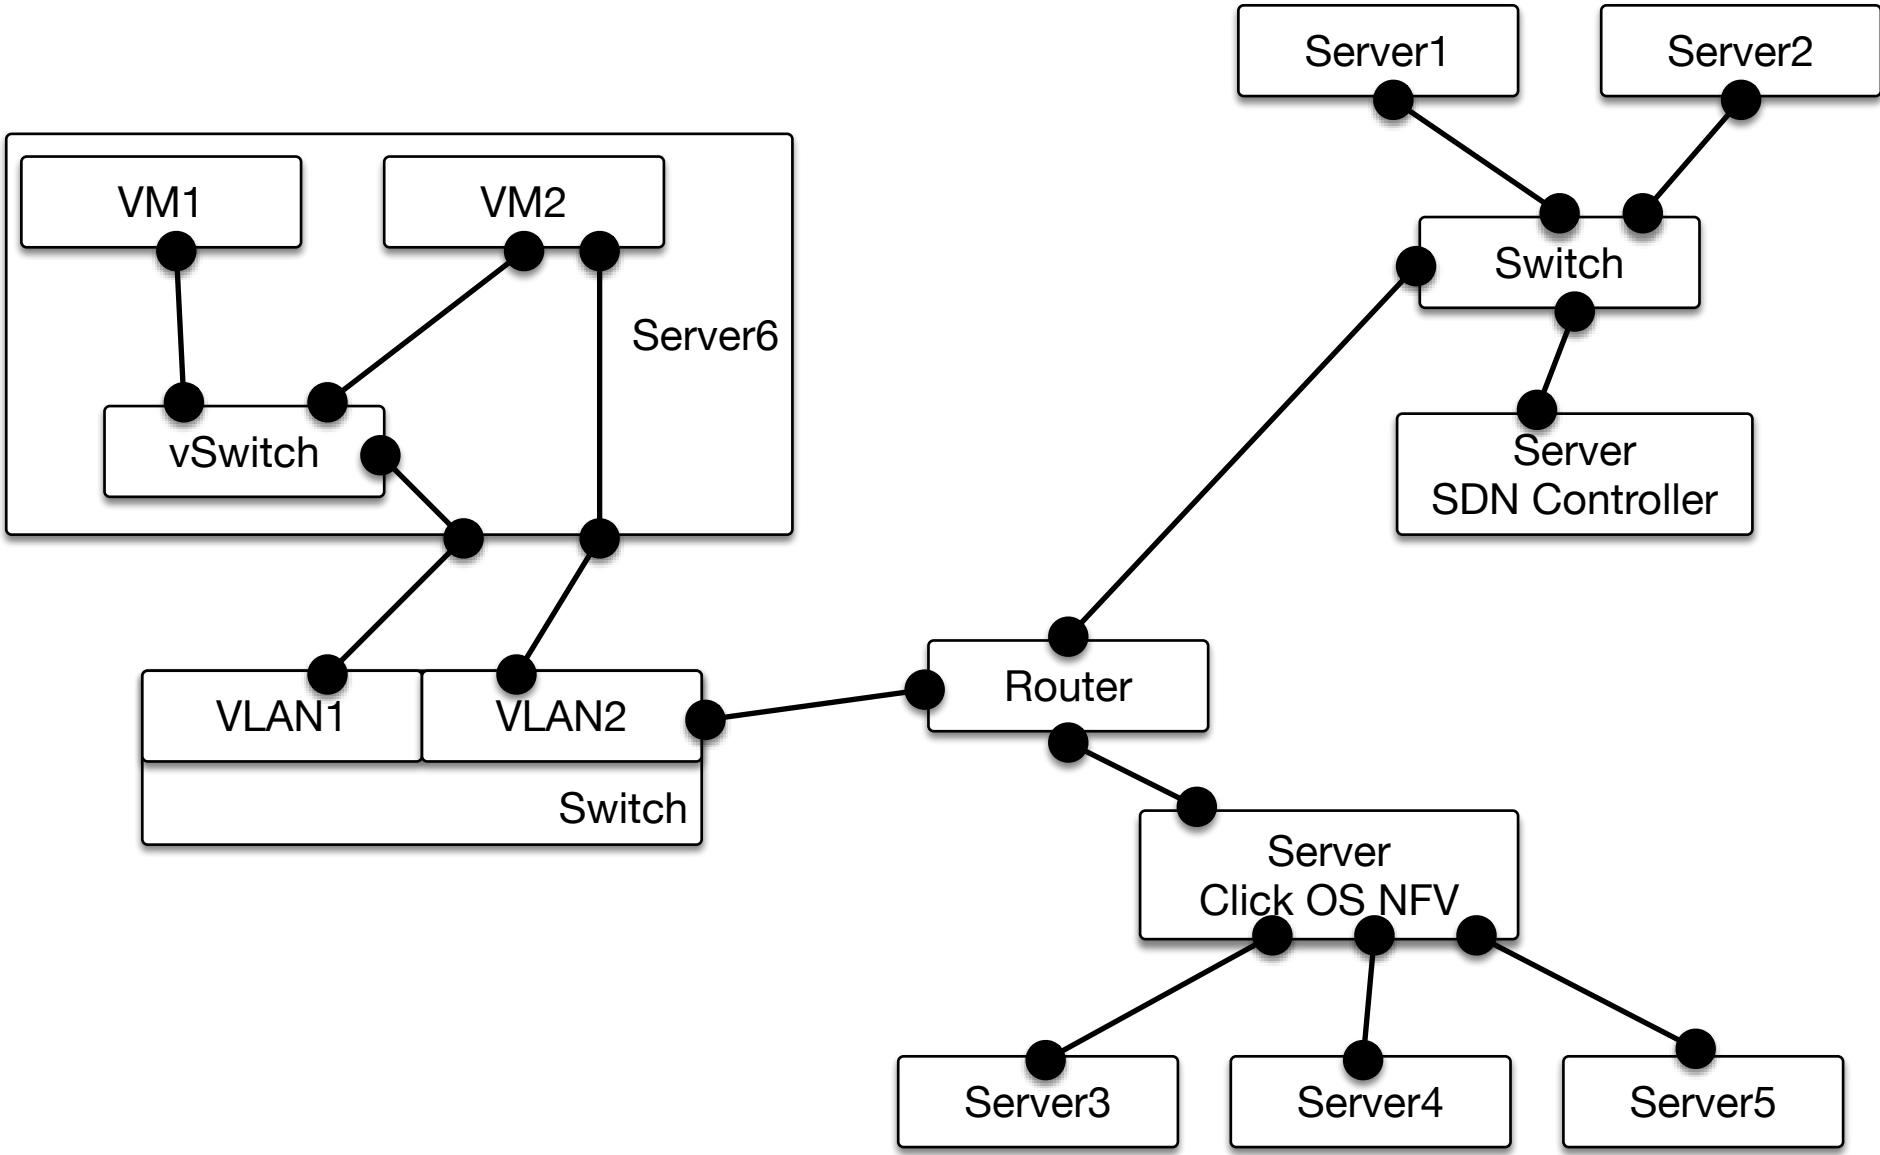 Server1
Server2
VM1
VM2
Switch
Server6
vSwitch
Server
SDN Controller
Router
VLAN1
VLAN2
Switch
Server
Click OS NFV
Server3
Server4
Server5